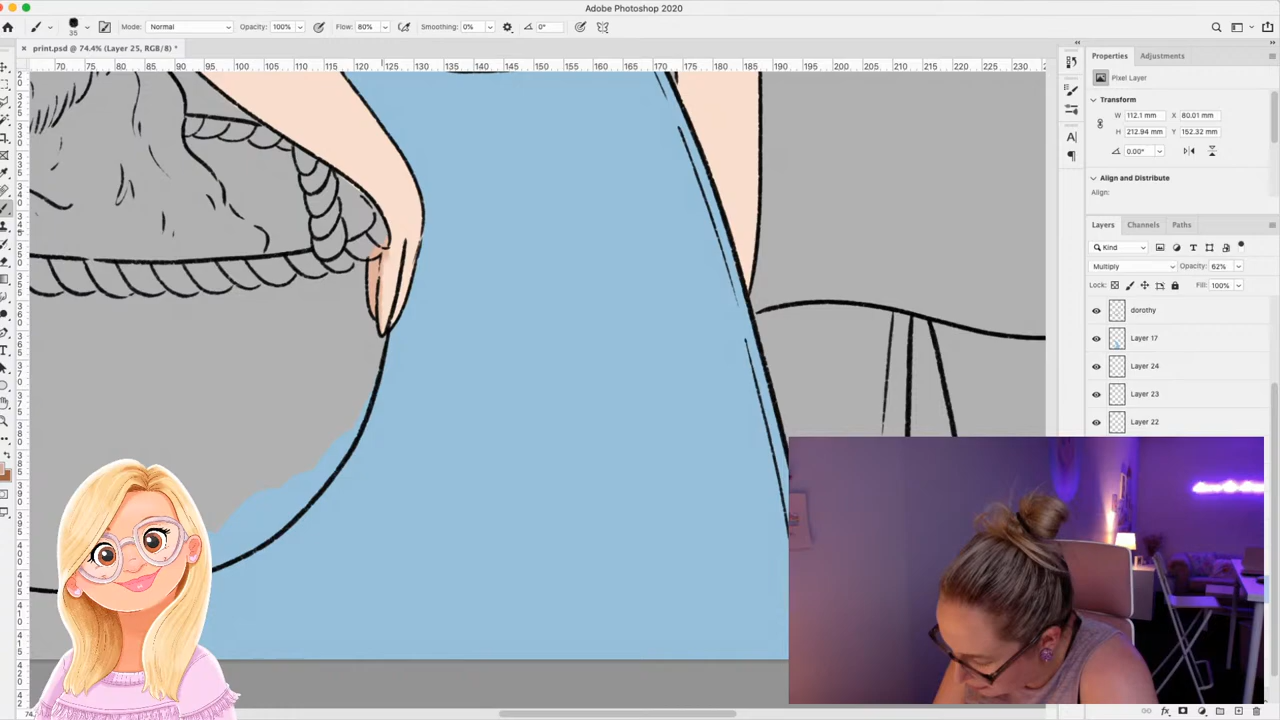 Adobe Photoshop 2020
35 Mode: Normal Opacity: 100% Flow: 80% Smoothing: 0% 0°
× print.psd @ 74.4% (Layer 25, RGB/8) *
70 75 80 85 90 95 100 105 110 115 120 125 130 135 140 145 150 155 160 165 170 175 180 185 190 195 200 205 210 215 220 225 230
Properties Adjustments
Pixel Layer
Transform
W 112.1 mm X 80.01 mm
H 212.94 mm Y 152.32 mm
0.00°
Align and Distribute
Align:
Layers Channels Paths
Kind
Multiply Opacity: 62%
Lock: Fill: 100%
dorothy
Layer 17
Layer 24
Layer 23
Layer 22